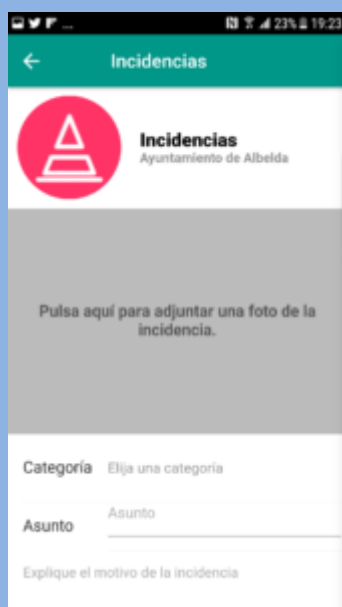 ... 23% 19:23
Incidencias
Incidencias
Ayuntamiento de Albelda
Pulsa aquí para adjuntar una foto de la
incidencia.
Categoría Elija una categoría
Asunto Asunto
Explique el motivo de la incidencia